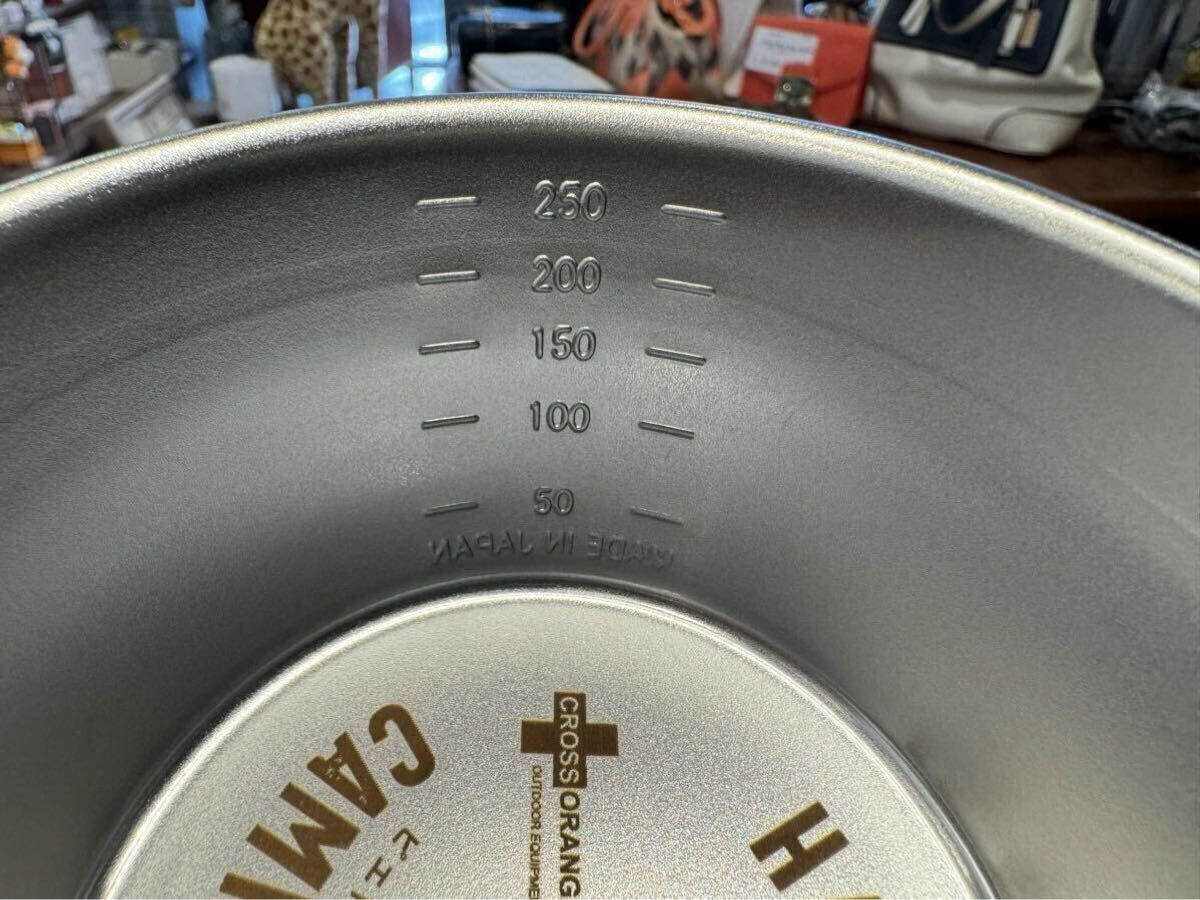 250
200
150
100
50
MADE IN JAPAN
CROSS
ORANG
OUTDOOR EQUIPME
CAM
H